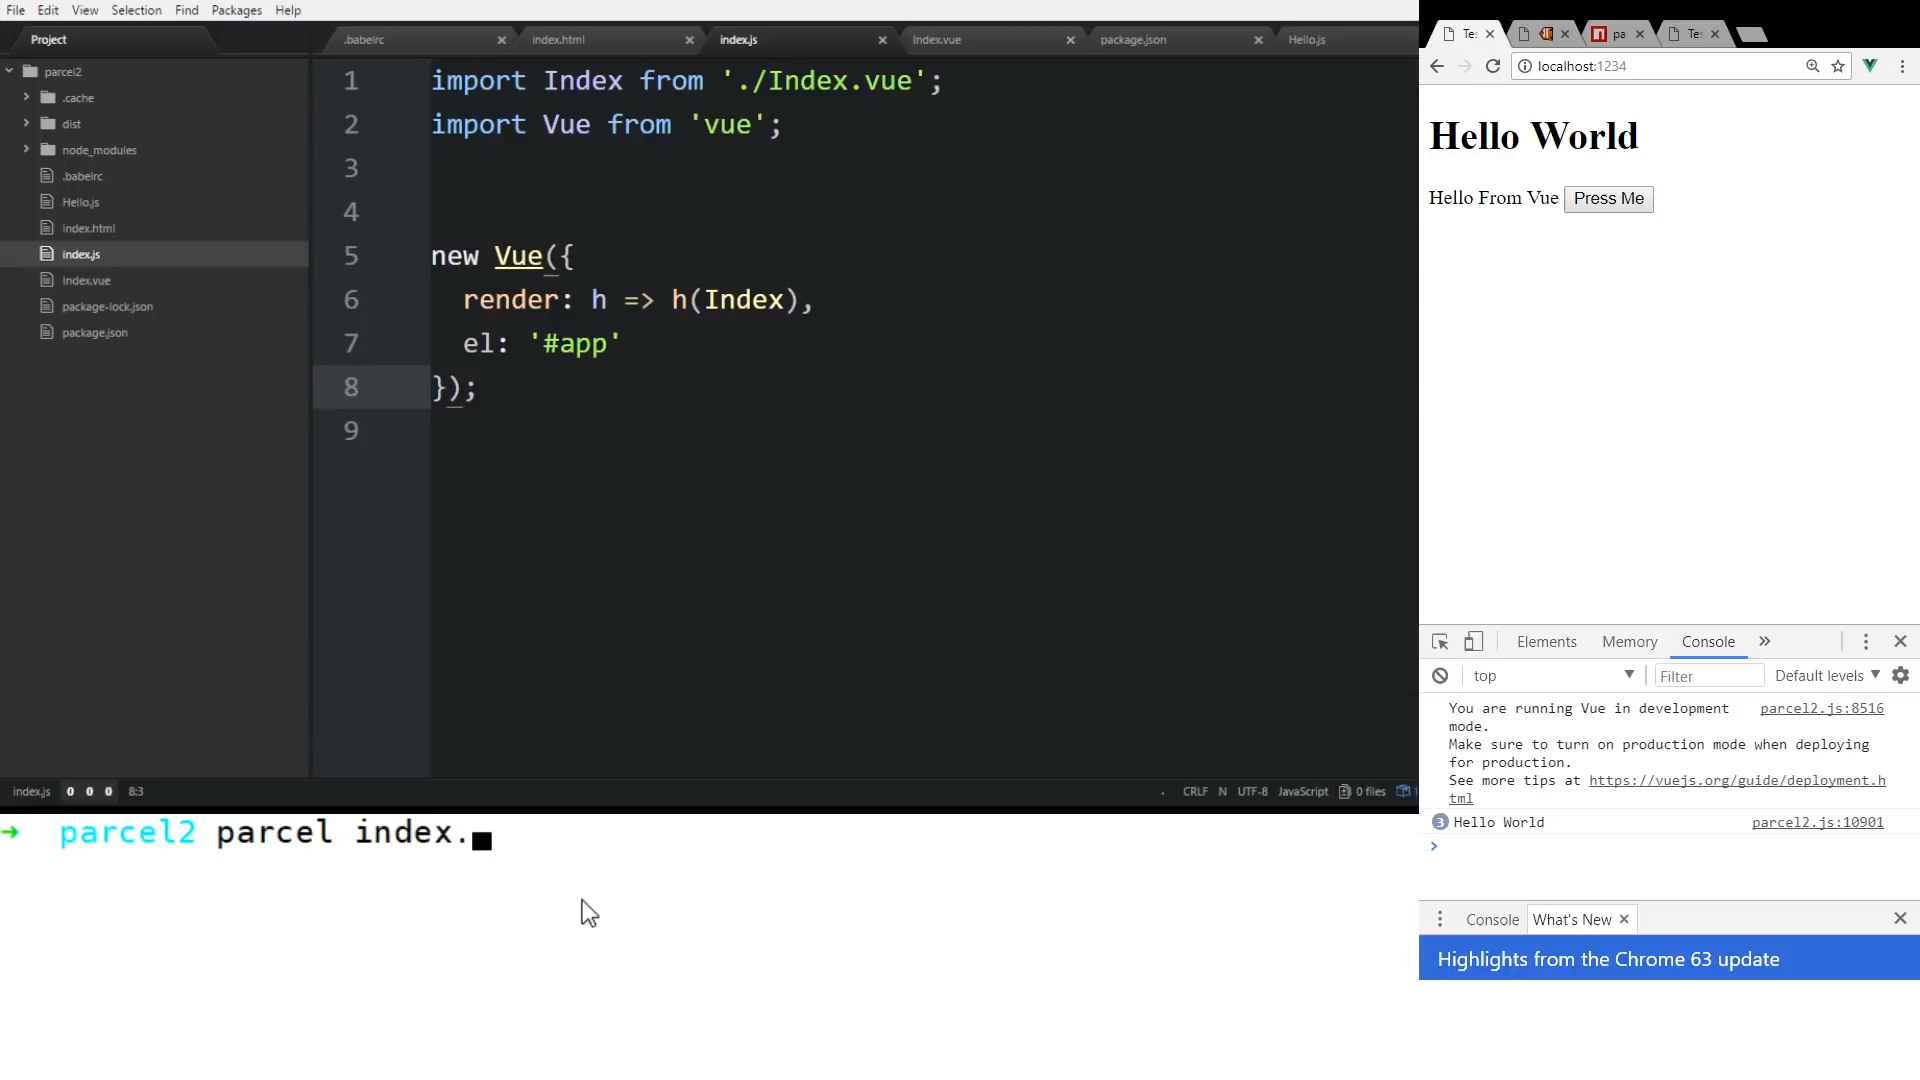 File Edit View Selection Find Packages Help
Project
parcel2
.cache
dist
node_modules
.babelrc
Hello.js
index.html
index.js
Index.vue
package-lock.json
package.json
.babelrc
index.html
index.js
Index.vue
package.json
Hello.js
1 import Index from './Index.vue';
2 import Vue from 'vue';
3
4
5 new Vue({
6 render: h => h(Index),
7 el: '#app'
8 });
9
index.js 0 0 0 8:3
. CRLF N UTF-8 JavaScript 0 files 1
→ parcel2 parcel index.
Tes
pa
Tes
localhost:1234
Hello World
Hello From Vue Press Me
Elements Memory Console »
top Filter Default levels
You are running Vue in development parcel2.js:8516
mode.
Make sure to turn on production mode when deploying
for production.
See more tips at https://vuejs.org/guide/deployment.h
tml
3 Hello World parcel2.js:10901
>
Console What's New
Highlights from the Chrome 63 update